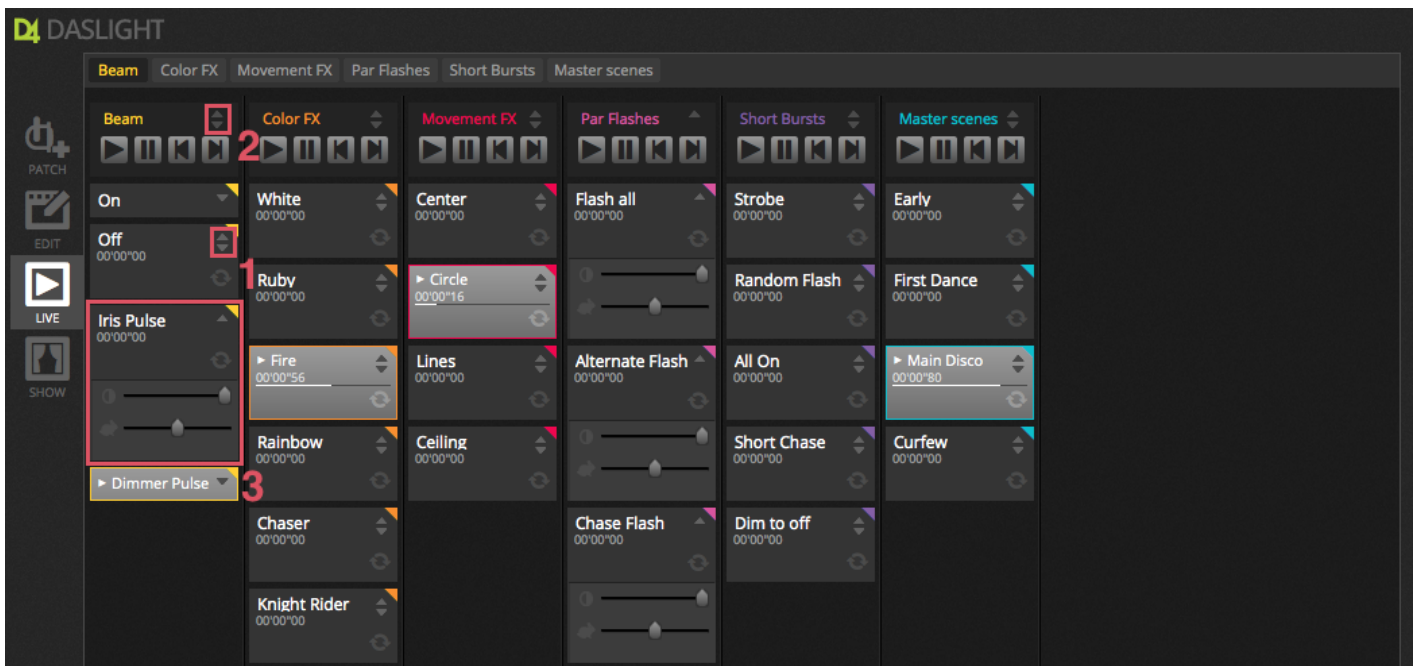 D4 DASLIGHT
Beam Color FX Movement FX Par Flashes Short Bursts Master scenes
PATCH
EDIT
LIVE
SHOW
Beam
2
On
Off
00'00"00
1
Iris Pulse
00'00"00
Dimmer Pulse
3
Color FX
White
00'00"00
Ruby
00'00"00
Fire
00'00"56
Rainbow
00'00"00
Chaser
00'00"00
Knight Rider
00'00"00
Movement FX
Center
00'00"00
Circle
00'00"16
Lines
00'00"00
Ceiling
00'00"00
Par Flashes
Flash all
00'00"00
Alternate Flash
00'00"00
Chase Flash
00'00"00
Short Bursts
Strobe
00'00"00
Random Flash
00'00"00
All On
00'00"00
Short Chase
00'00"00
Dim to off
00'00"00
Master scenes
Early
00'00"00
First Dance
00'00"00
Main Disco
00'00"80
Curfew
00'00"00